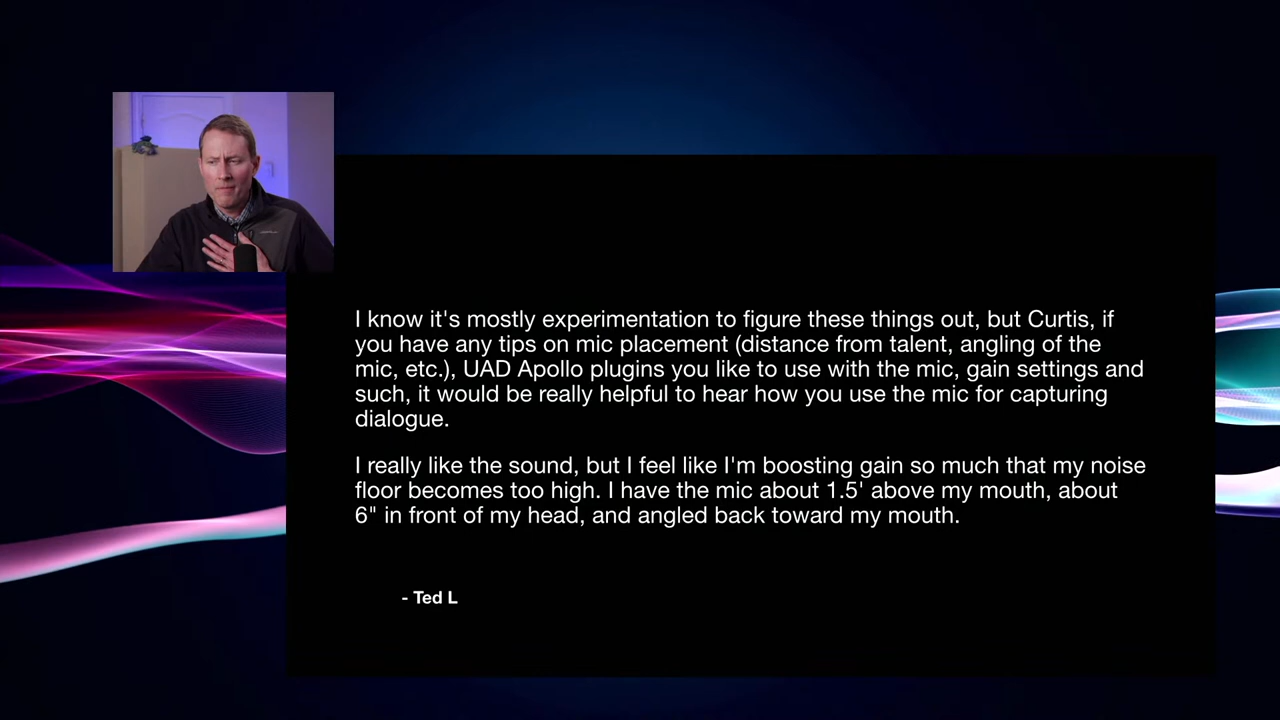 I know it's mostly experimentation to figure these things out, but Curtis, if
you have any tips on mic placement (distance from talent, angling of the
mic, etc.), UAD Apollo plugins you like to use with the mic, gain settings and
such, it would be really helpful to hear how you use the mic for capturing
dialogue.
I really like the sound, but I feel like I'm boosting gain so much that my noise
floor becomes too high. I have the mic about 1.5' above my mouth, about
6" in front of my head, and angled back toward my mouth.
- Ted L